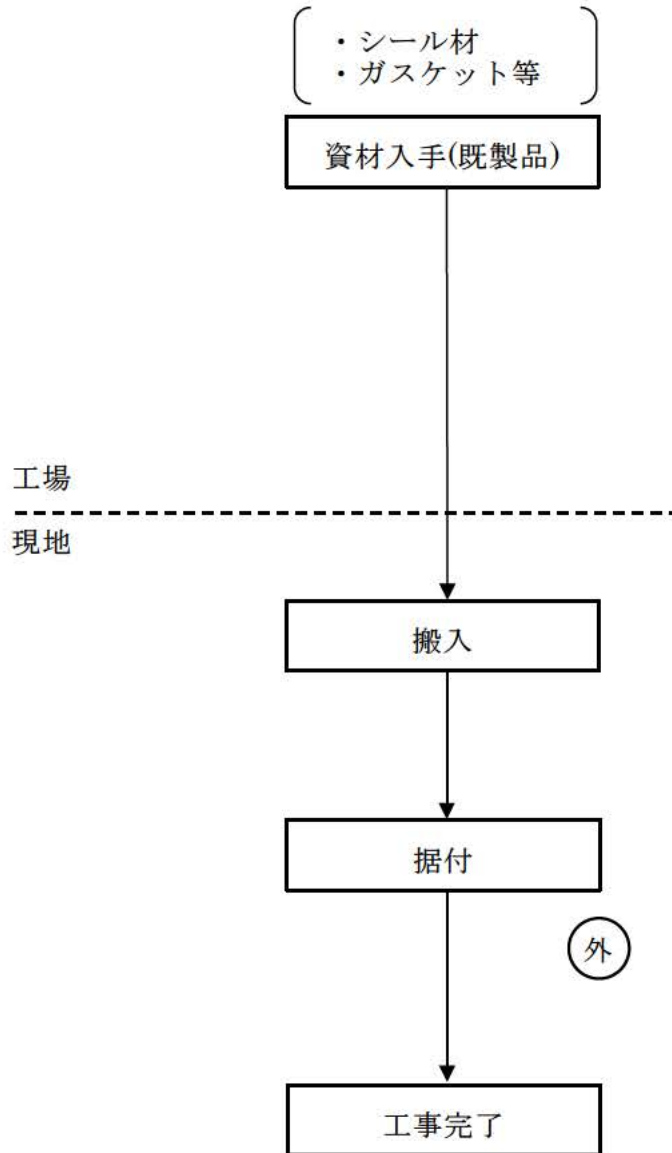 ・シール材
・ガスケット等
資材入手(既製品)
工場
現地
搬入
据付
外
工事完了